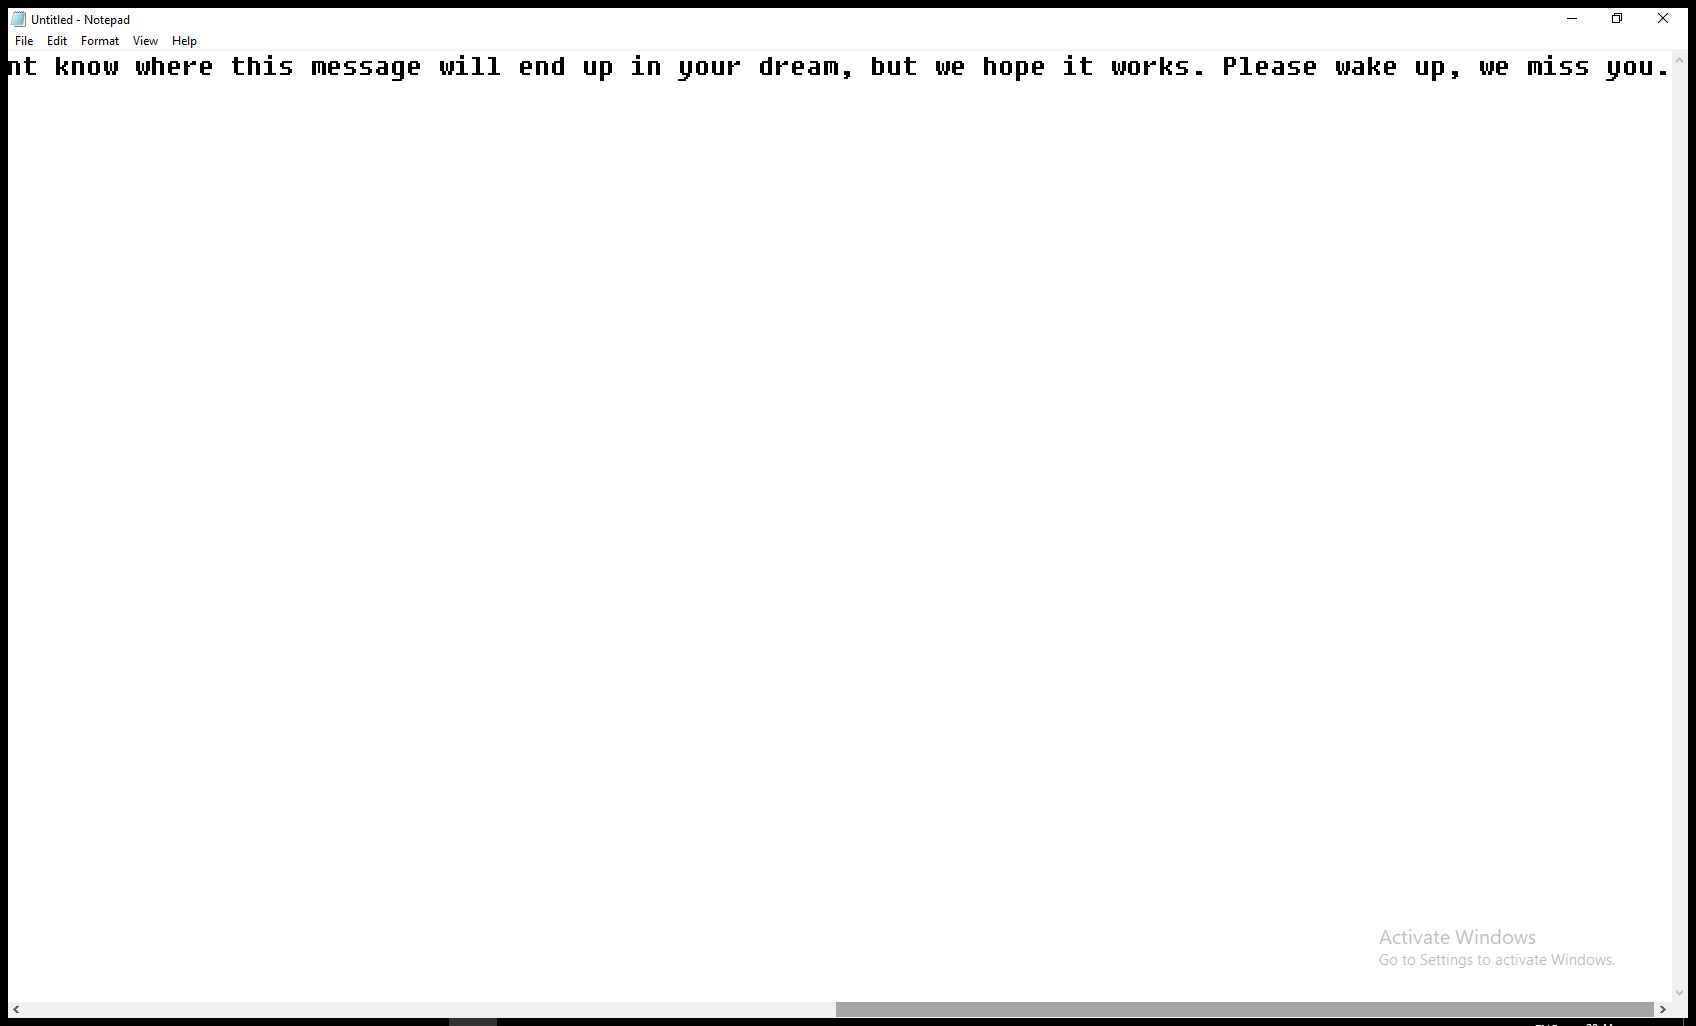 Untitled - Notepad
File Edit Format View Help
nt know where this message will end up in your dream, but we hope it works. Please wake up, we miss you.
Activate Windows
Go to Settings to activate Windows.